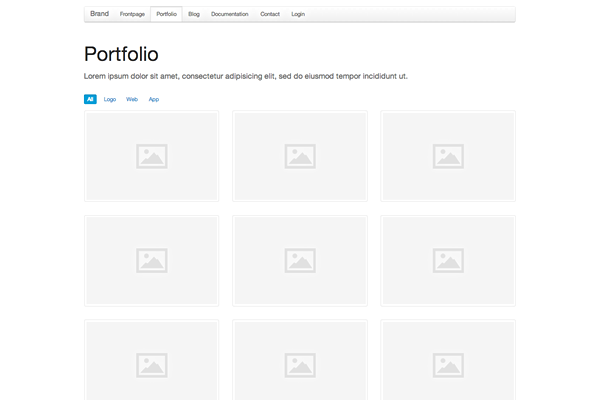 Brand Frontpage Portfolio Blog Documentation Contact Login
Portfolio
Lorem ipsum dolor sit amet, consectetur adipisicing elit, sed do eiusmod tempor incididunt ut.
All Logo Web App